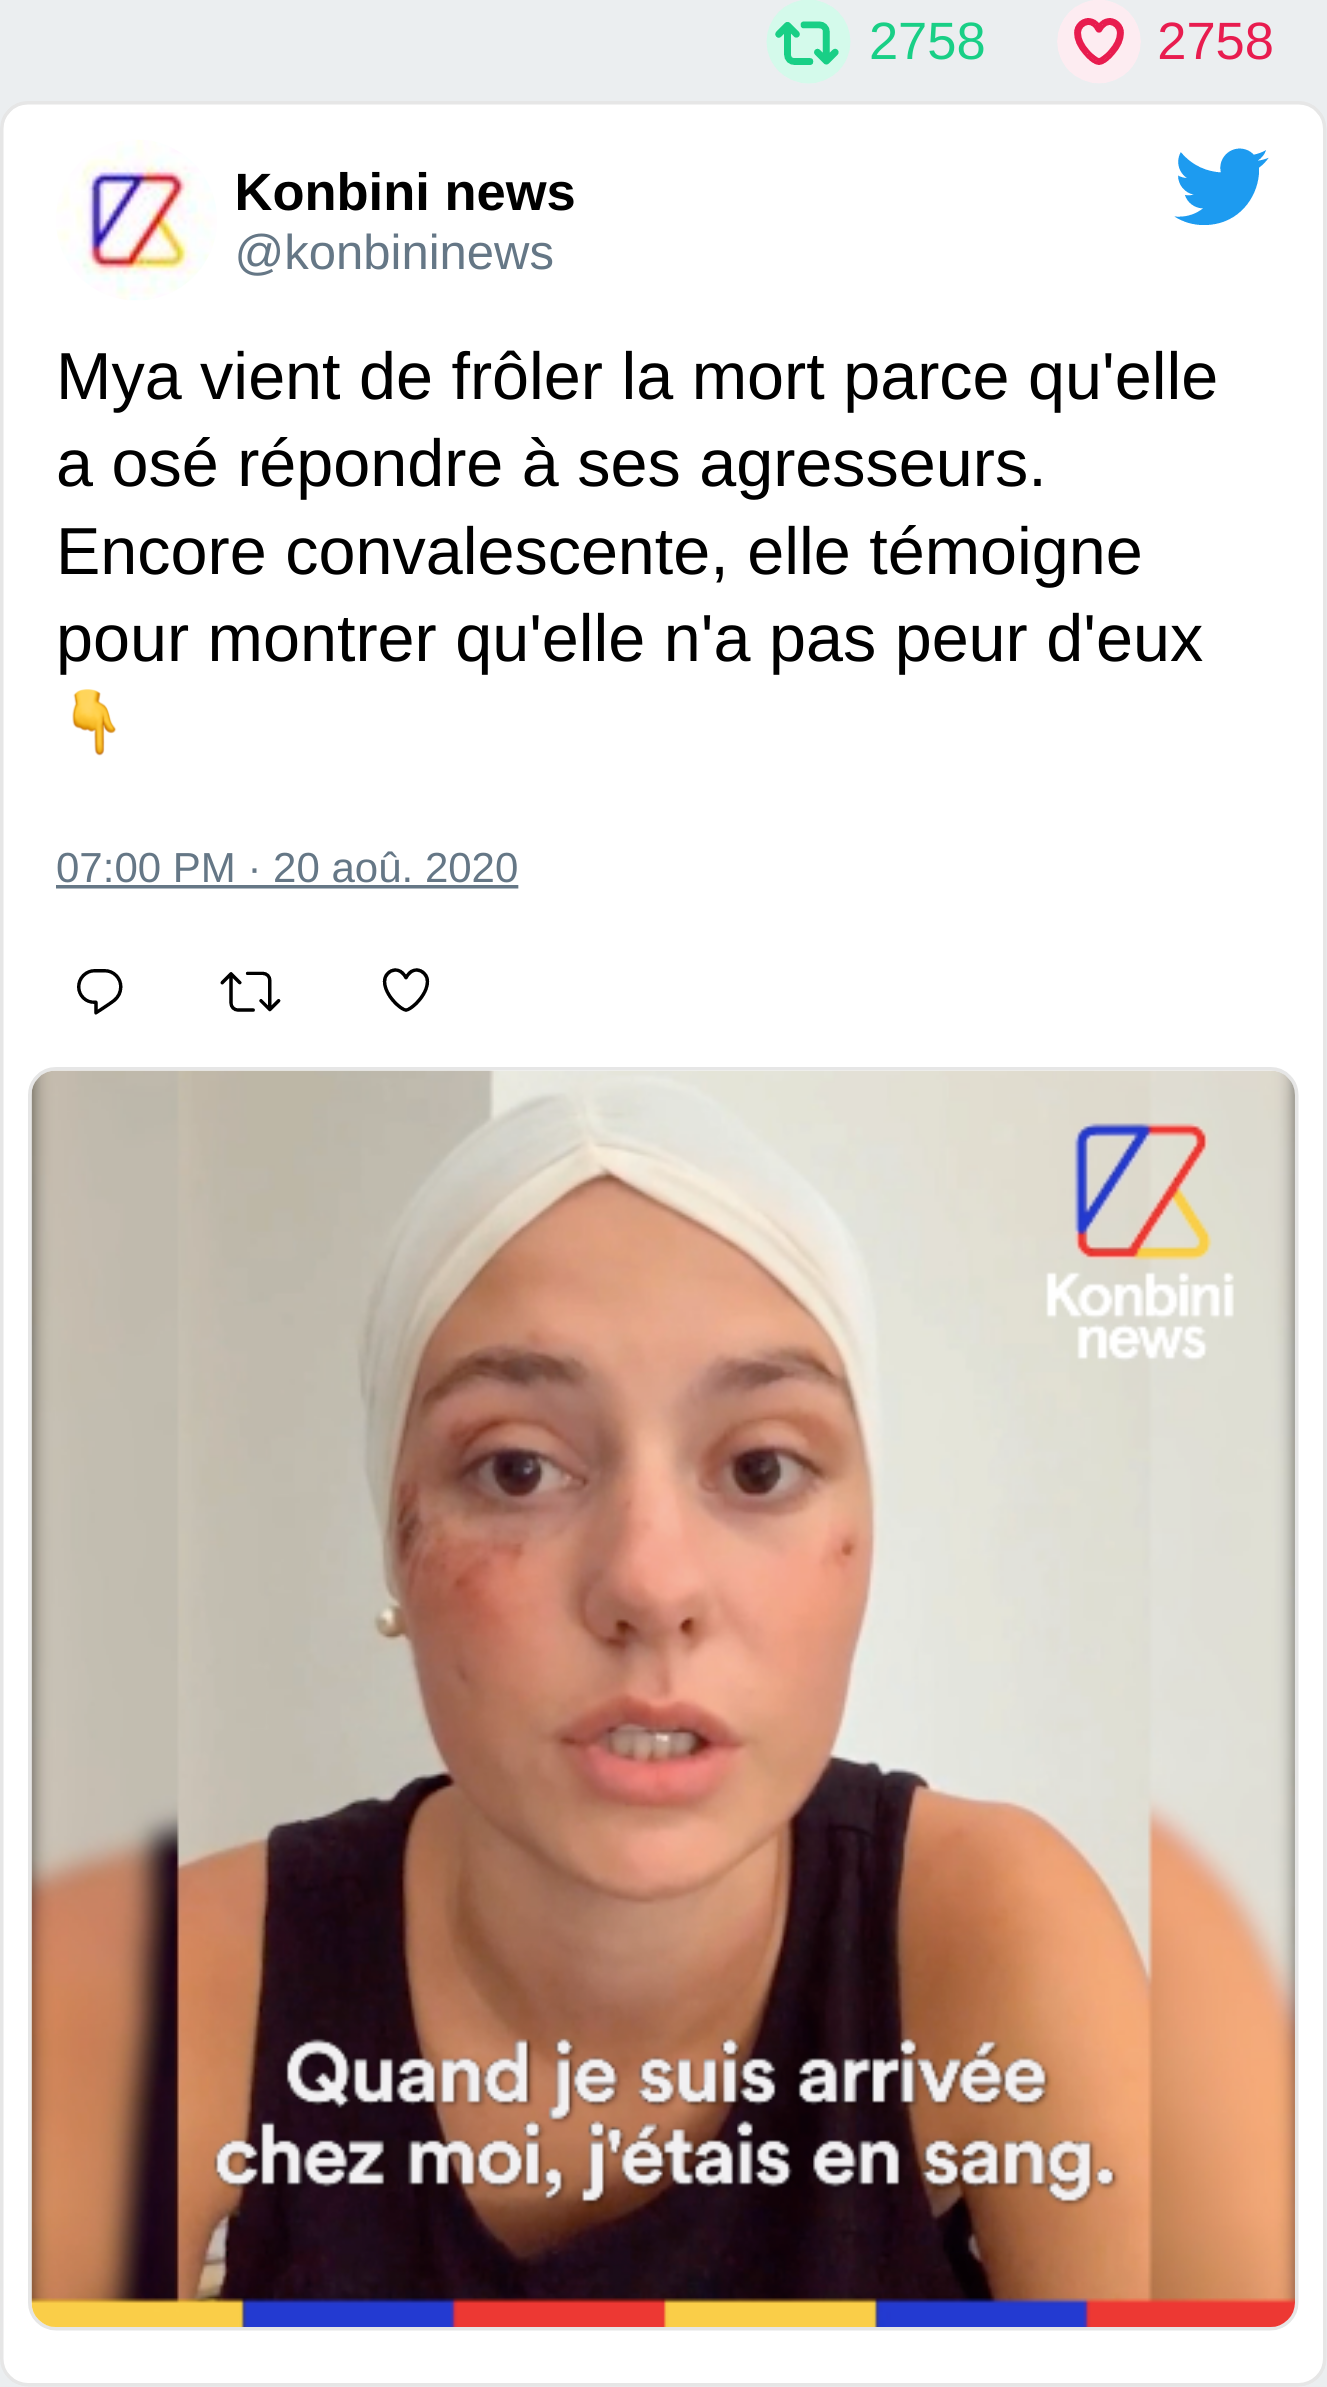 2758 2758
Konbini news
@konbininews
Mya vient de frôler la mort parce qu'elle
a osé répondre à ses agresseurs.
Encore convalescente, elle témoigne
pour montrer qu'elle n'a pas peur d'eux
👇
07:00 PM · 20 aoû. 2020
Konbini
news
Quand je suis arrivée
chez moi, j'étais en sang.